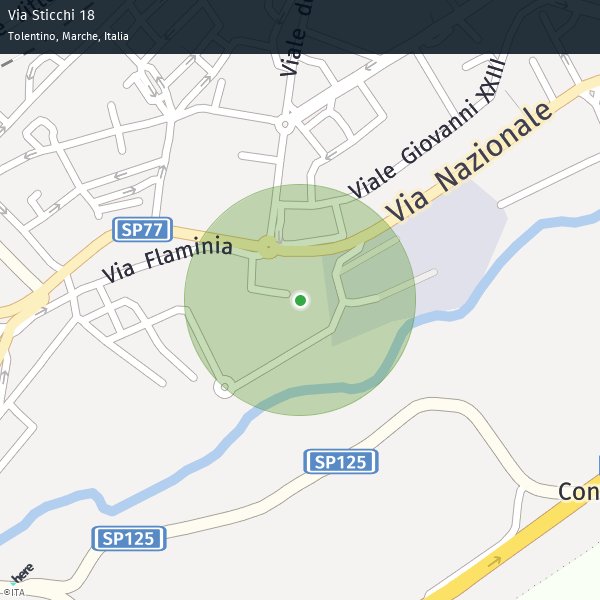 Via Sticchi 18
Tolentino, Marche, Italia
Viale d
Viale Giovanni XXIII
Via Nazionale
SP77
Via Flaminia
SP125
Con
SP125
here
©ITA